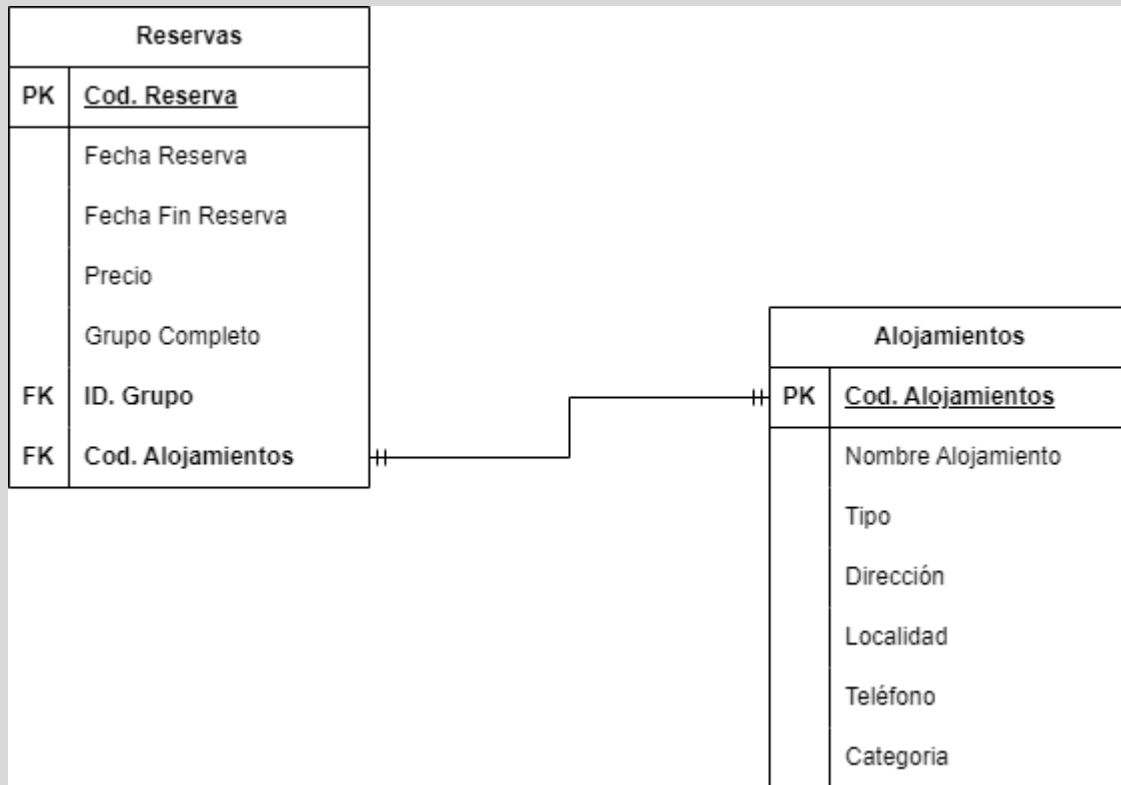 Reservas
PK Cod. Reserva
Fecha Reserva
Fecha Fin Reserva
Precio
Grupo Completo
FK ID. Grupo
FK Cod. Alojamientos
Alojamientos
PK Cod. Alojamientos
Nombre Alojamiento
Tipo
Dirección
Localidad
Teléfono
Categoria